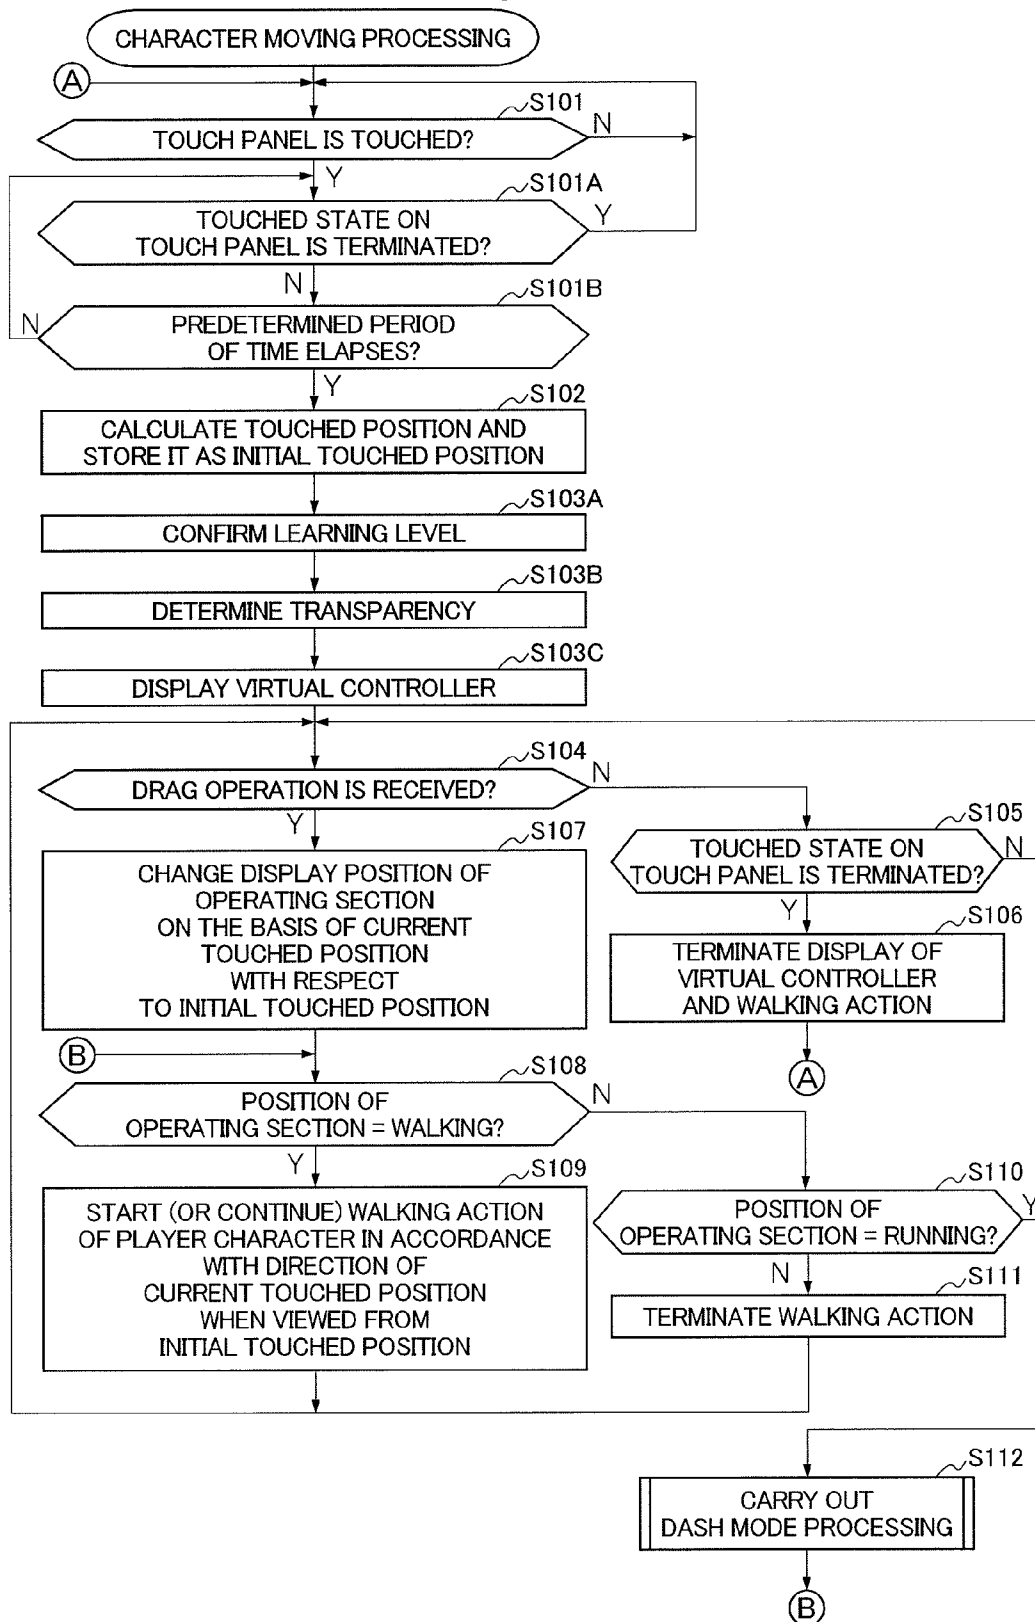 CHARACTER MOVING PROCESSING
A
S101
TOUCH PANEL IS TOUCHED?
N
Y
S101A
TOUCHED STATE ON
TOUCH PANEL IS TERMINATED?
Y
N
S101B
PREDETERMINED PERIOD
OF TIME ELAPSES?
N
Y
S102
CALCULATE TOUCHED POSITION AND
STORE IT AS INITIAL TOUCHED POSITION
S103A
CONFIRM LEARNING LEVEL
S103B
DETERMINE TRANSPARENCY
S103C
DISPLAY VIRTUAL CONTROLLER
S104
DRAG OPERATION IS RECEIVED?
N
Y
S105
TOUCHED STATE ON
TOUCH PANEL IS TERMINATED?
N
Y
S106
TERMINATE DISPLAY OF
VIRTUAL CONTROLLER
AND WALKING ACTION
A
S107
CHANGE DISPLAY POSITION OF
OPERATING SECTION
ON THE BASIS OF CURRENT
TOUCHED POSITION
WITH RESPECT
TO INITIAL TOUCHED POSITION
B
S108
POSITION OF
OPERATING SECTION = WALKING?
N
Y
S109
START (OR CONTINUE) WALKING ACTION
OF PLAYER CHARACTER IN ACCORDANCE
WITH DIRECTION OF
CURRENT TOUCHED POSITION
WHEN VIEWED FROM
INITIAL TOUCHED POSITION
S110
POSITION OF
OPERATING SECTION = RUNNING?
Y
N
S111
TERMINATE WALKING ACTION
S112
CARRY OUT
DASH MODE PROCESSING
B